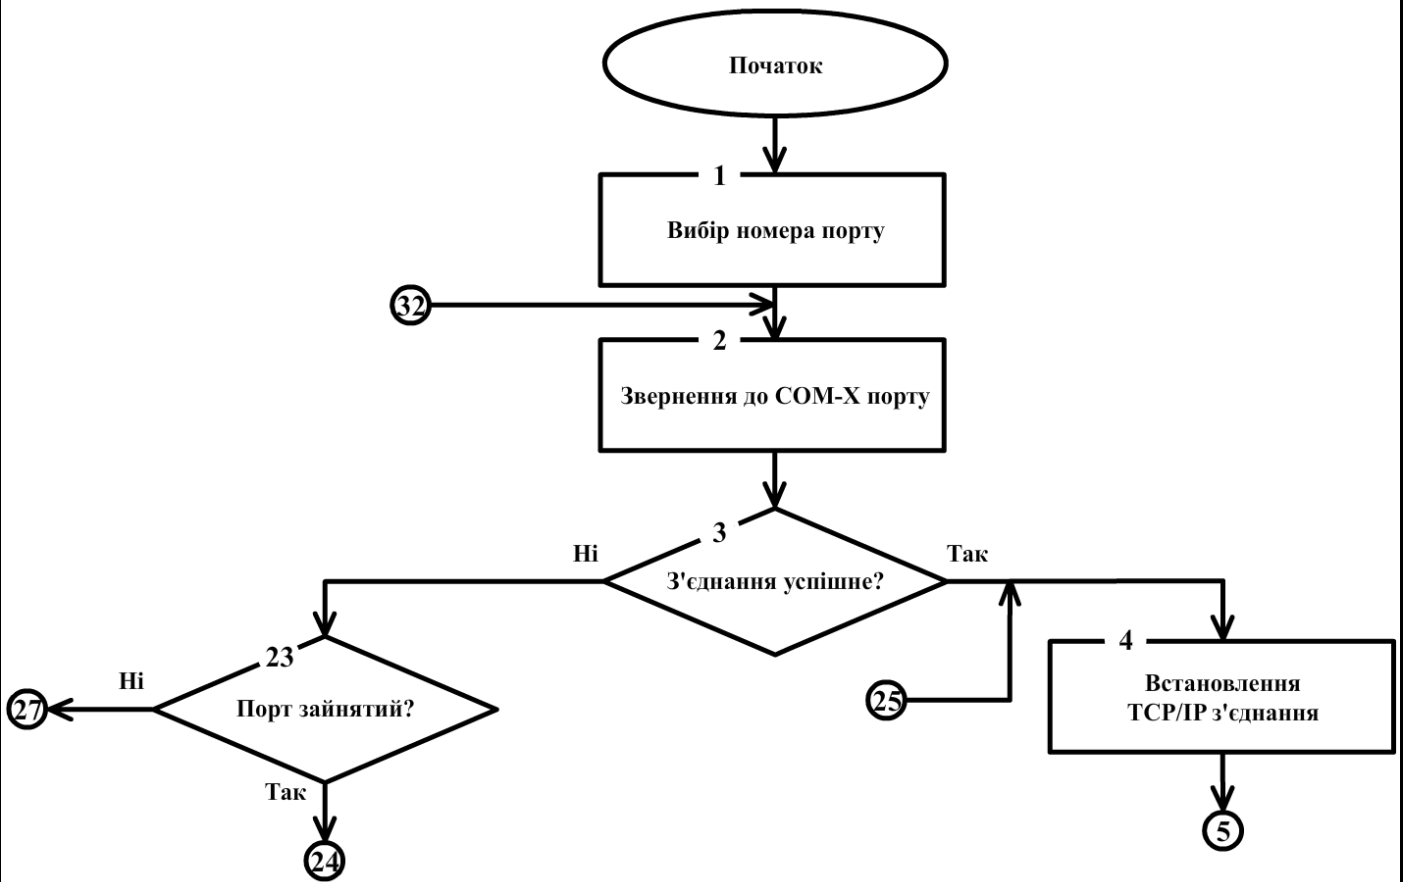 Початок
1
Вибір номера порту
32
2
Звернення до COM-X порту
3
Ні
Так
З'єднання успішне?
23
4
Ні
27
Порт зайнятий?
25
Встановлення
TCP/IP з'єднання
Так
24
5